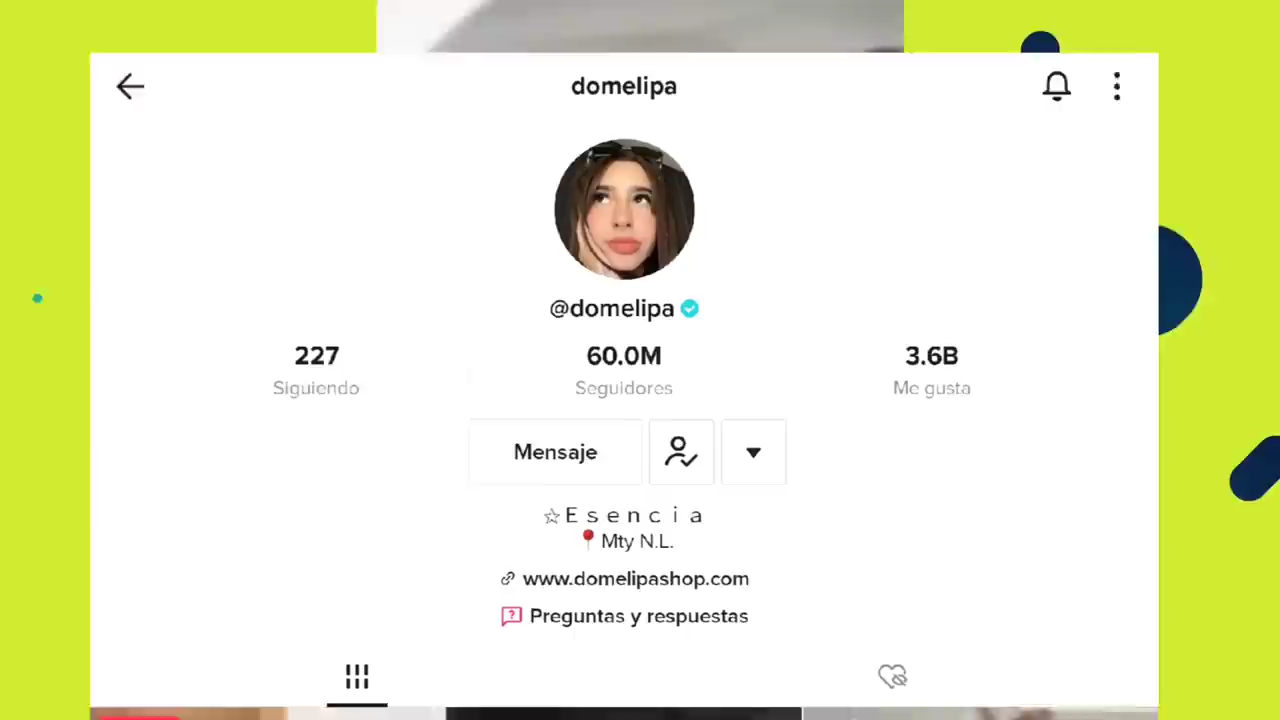 domelipa
@domelipa
227 60.0M 3.6B
Siguiendo Seguidores Me gusta
Mensaje
☆E s e n c i a
📍Mty N.L.
www.domelipashop.com
Preguntas y respuestas